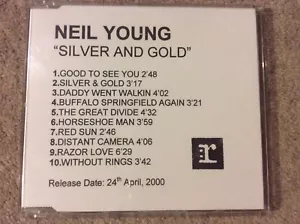 NEIL YOUNG
"SILVER AND GOLD"
1.GOOD TO SEE YOU 2'48
2.SILVER & GOLD 3'17
3.DADDY WENT WALKIN 4'02
4.BUFFALO SPRINGFIELD AGAIN 3'21
5.THE GREAT DIVIDE 4'32
6.HORSESHOE MAN 3'59
7.RED SUN 2'46
8.DISTANT CAMERA 4'06
9.RAZOR LOVE 6'29
10.WITHOUT RINGS 3'42
r
Release Date: 24th April, 2000